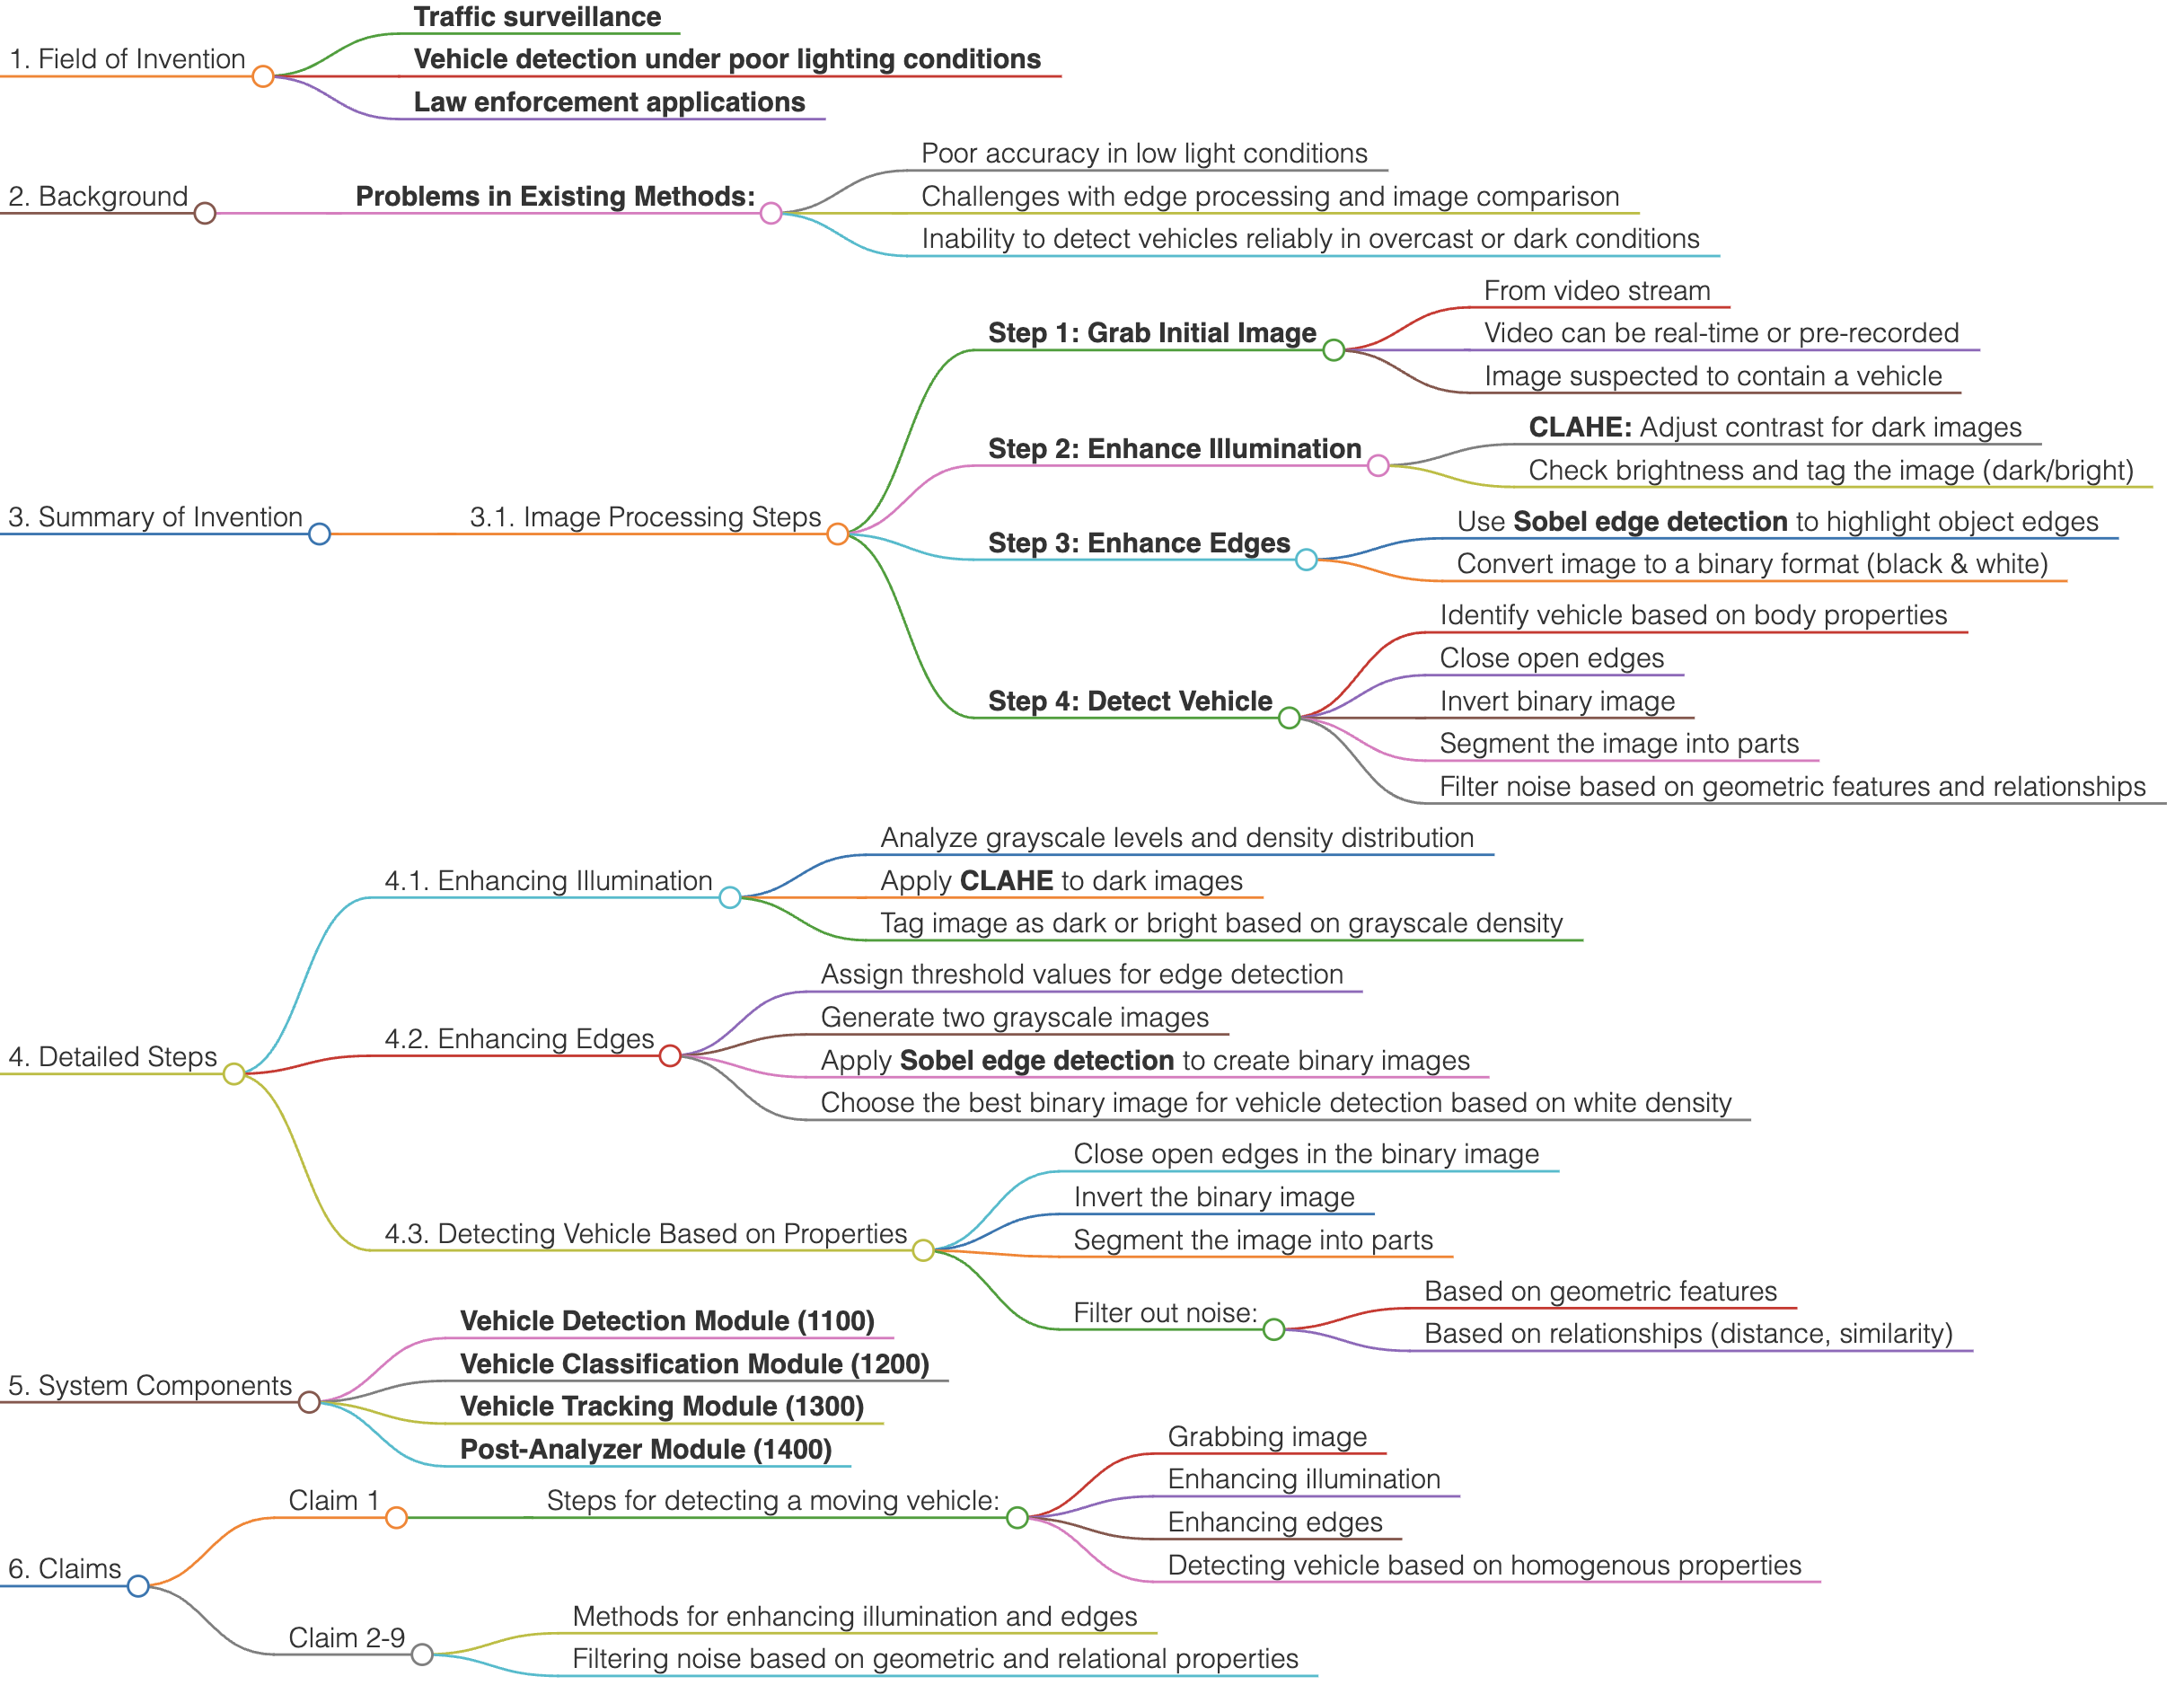 1. Field of Invention
Traffic surveillance
Vehicle detection under poor lighting conditions
Law enforcement applications
2. Background
Problems in Existing Methods:
Poor accuracy in low light conditions
Challenges with edge processing and image comparison
Inability to detect vehicles reliably in overcast or dark conditions
3. Summary of Invention
3.1. Image Processing Steps
Step 1: Grab Initial Image
From video stream
Video can be real-time or pre-recorded
Image suspected to contain a vehicle
Step 2: Enhance Illumination
CLAHE: Adjust contrast for dark images
Check brightness and tag the image (dark/bright)
Step 3: Enhance Edges
Use Sobel edge detection to highlight object edges
Convert image to a binary format (black & white)
Step 4: Detect Vehicle
Identify vehicle based on body properties
Close open edges
Invert binary image
Segment the image into parts
Filter noise based on geometric features and relationships
4. Detailed Steps
4.1. Enhancing Illumination
Analyze grayscale levels and density distribution
Apply CLAHE to dark images
Tag image as dark or bright based on grayscale density
4.2. Enhancing Edges
Assign threshold values for edge detection
Generate two grayscale images
Apply Sobel edge detection to create binary images
Choose the best binary image for vehicle detection based on white density
4.3. Detecting Vehicle Based on Properties
Close open edges in the binary image
Invert the binary image
Segment the image into parts
Filter out noise:
Based on geometric features
Based on relationships (distance, similarity)
5. System Components
Vehicle Detection Module (1100)
Vehicle Classification Module (1200)
Vehicle Tracking Module (1300)
Post-Analyzer Module (1400)
6. Claims
Claim 1
Steps for detecting a moving vehicle:
Grabbing image
Enhancing illumination
Enhancing edges
Detecting vehicle based on homogenous properties
Claim 2-9
Methods for enhancing illumination and edges
Filtering noise based on geometric and relational properties